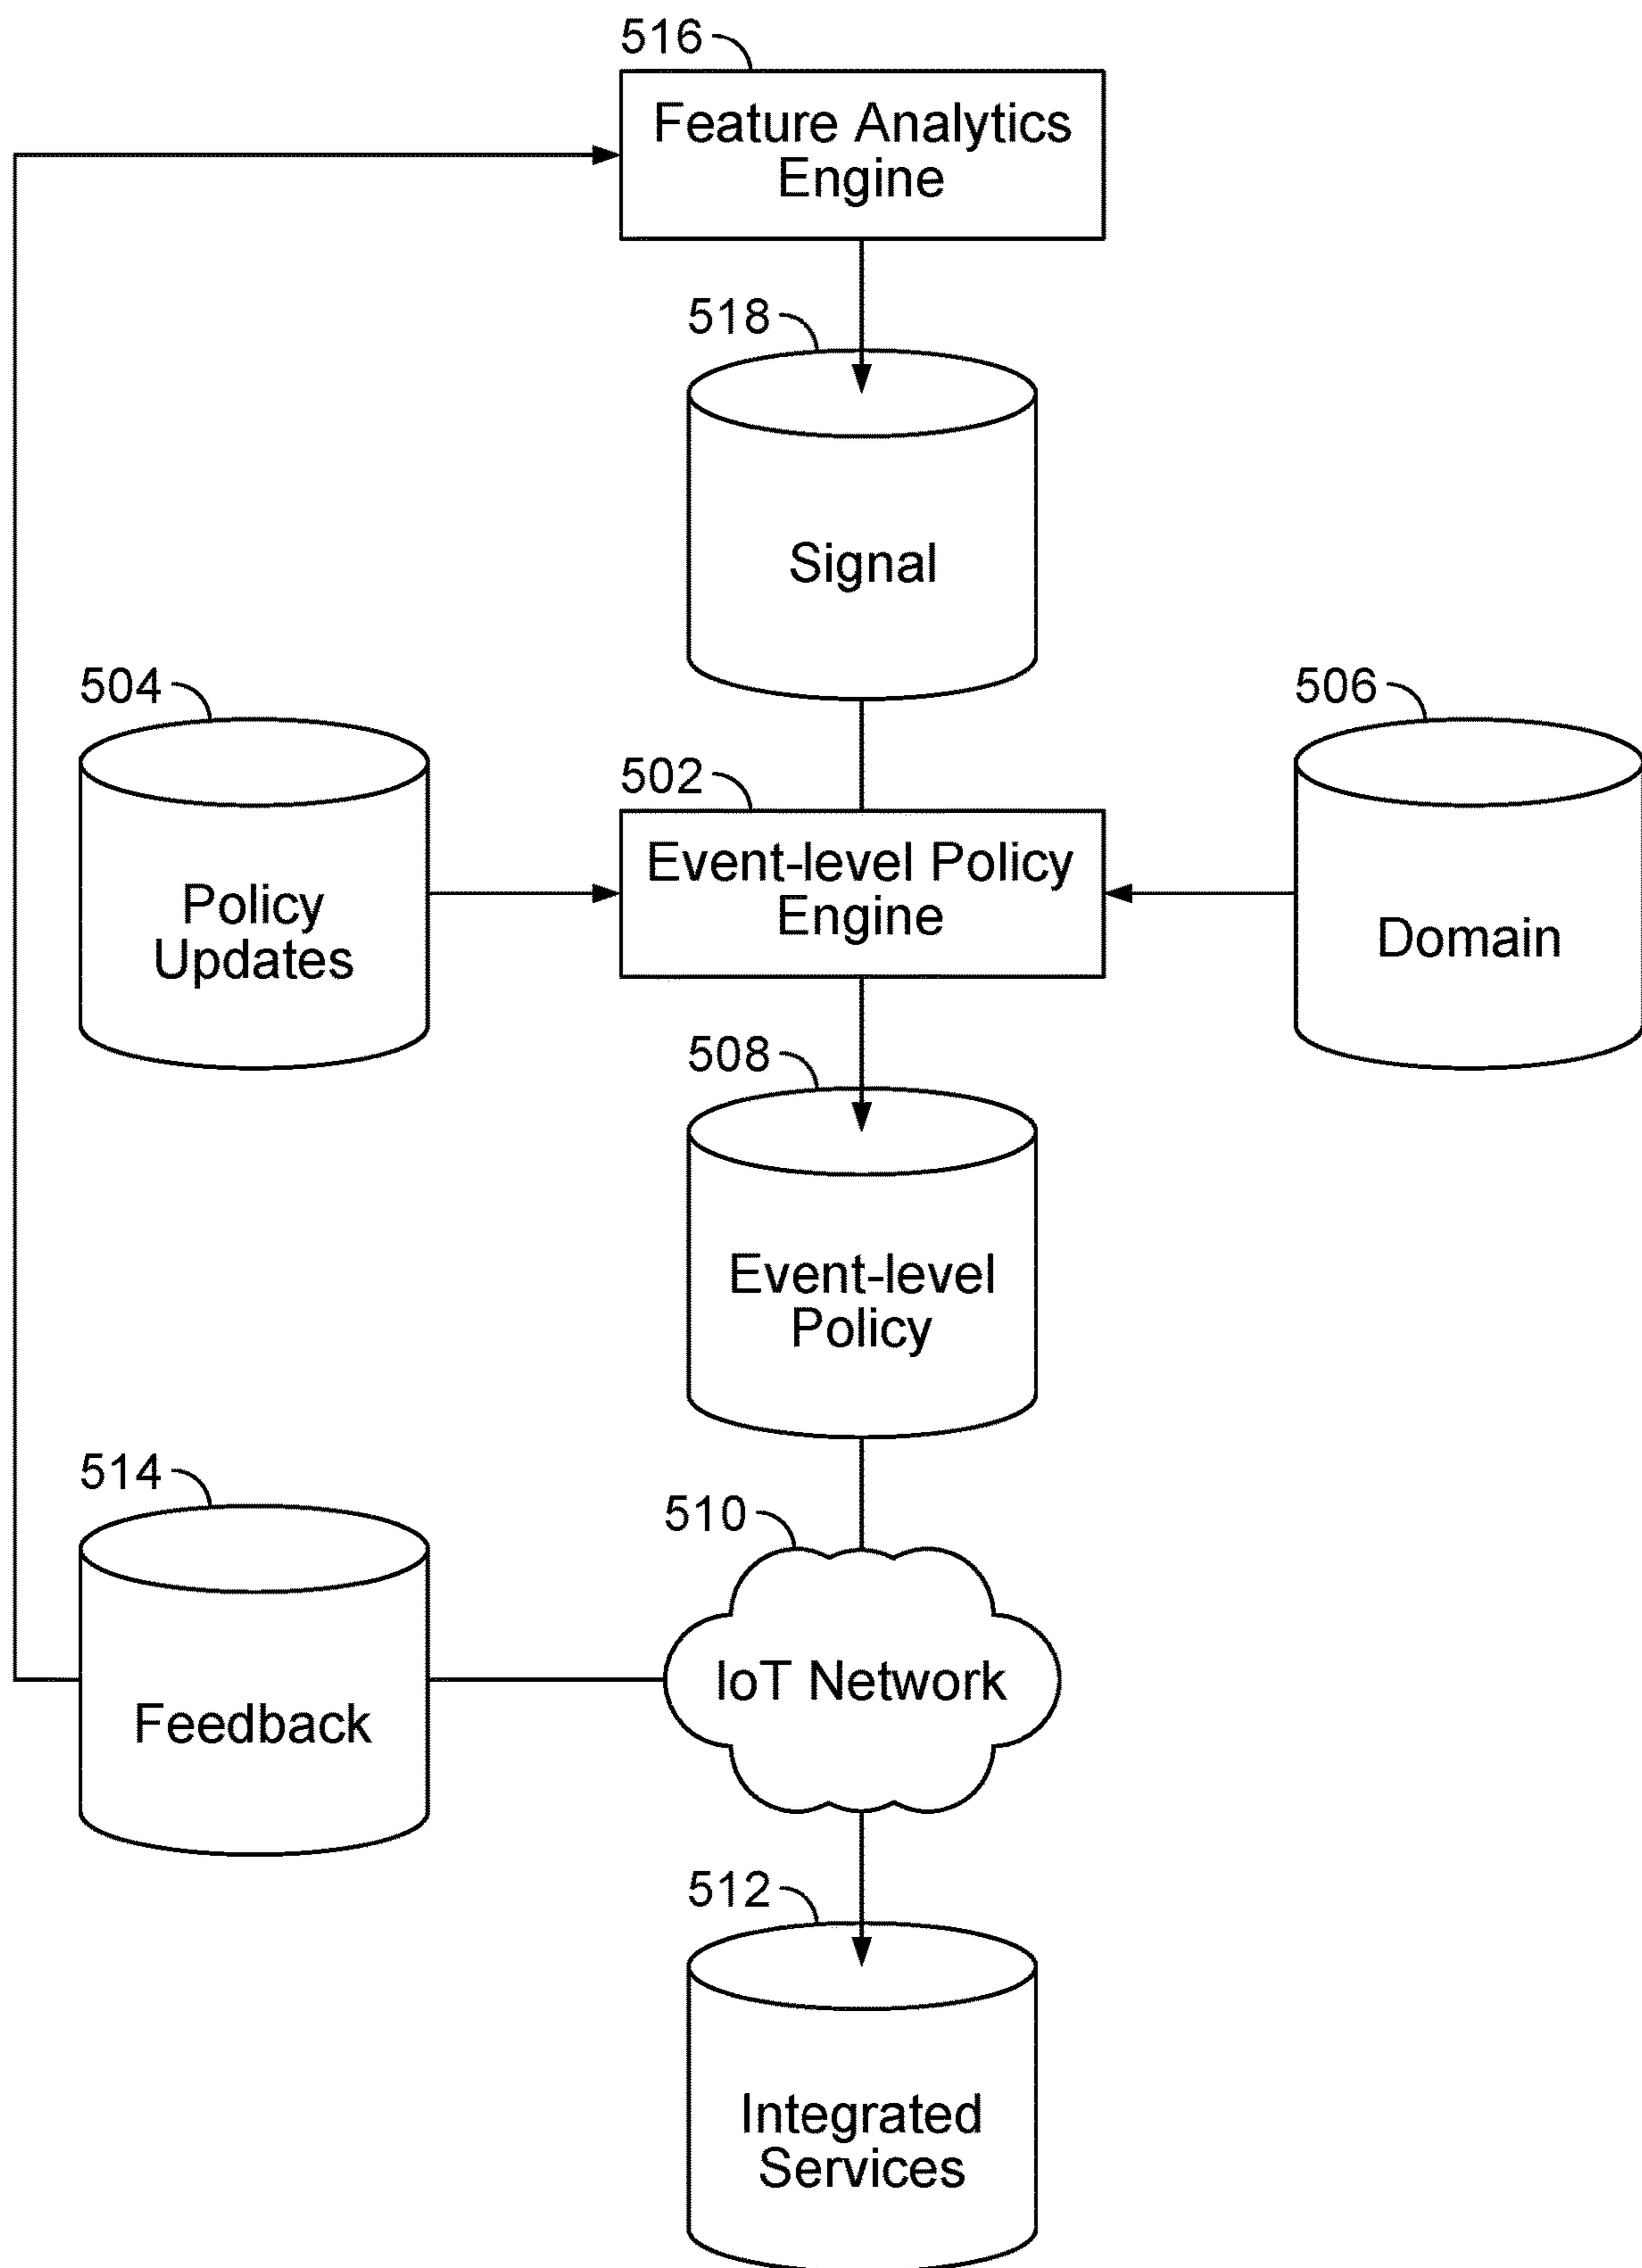 516
Feature Analytics
Engine
518
Signal
504
506
502
Event-level Policy
Engine
Policy
Updates
Domain
508
Event-level
Policy
514
510
IoT Network
Feedback
512
Integrated
Services